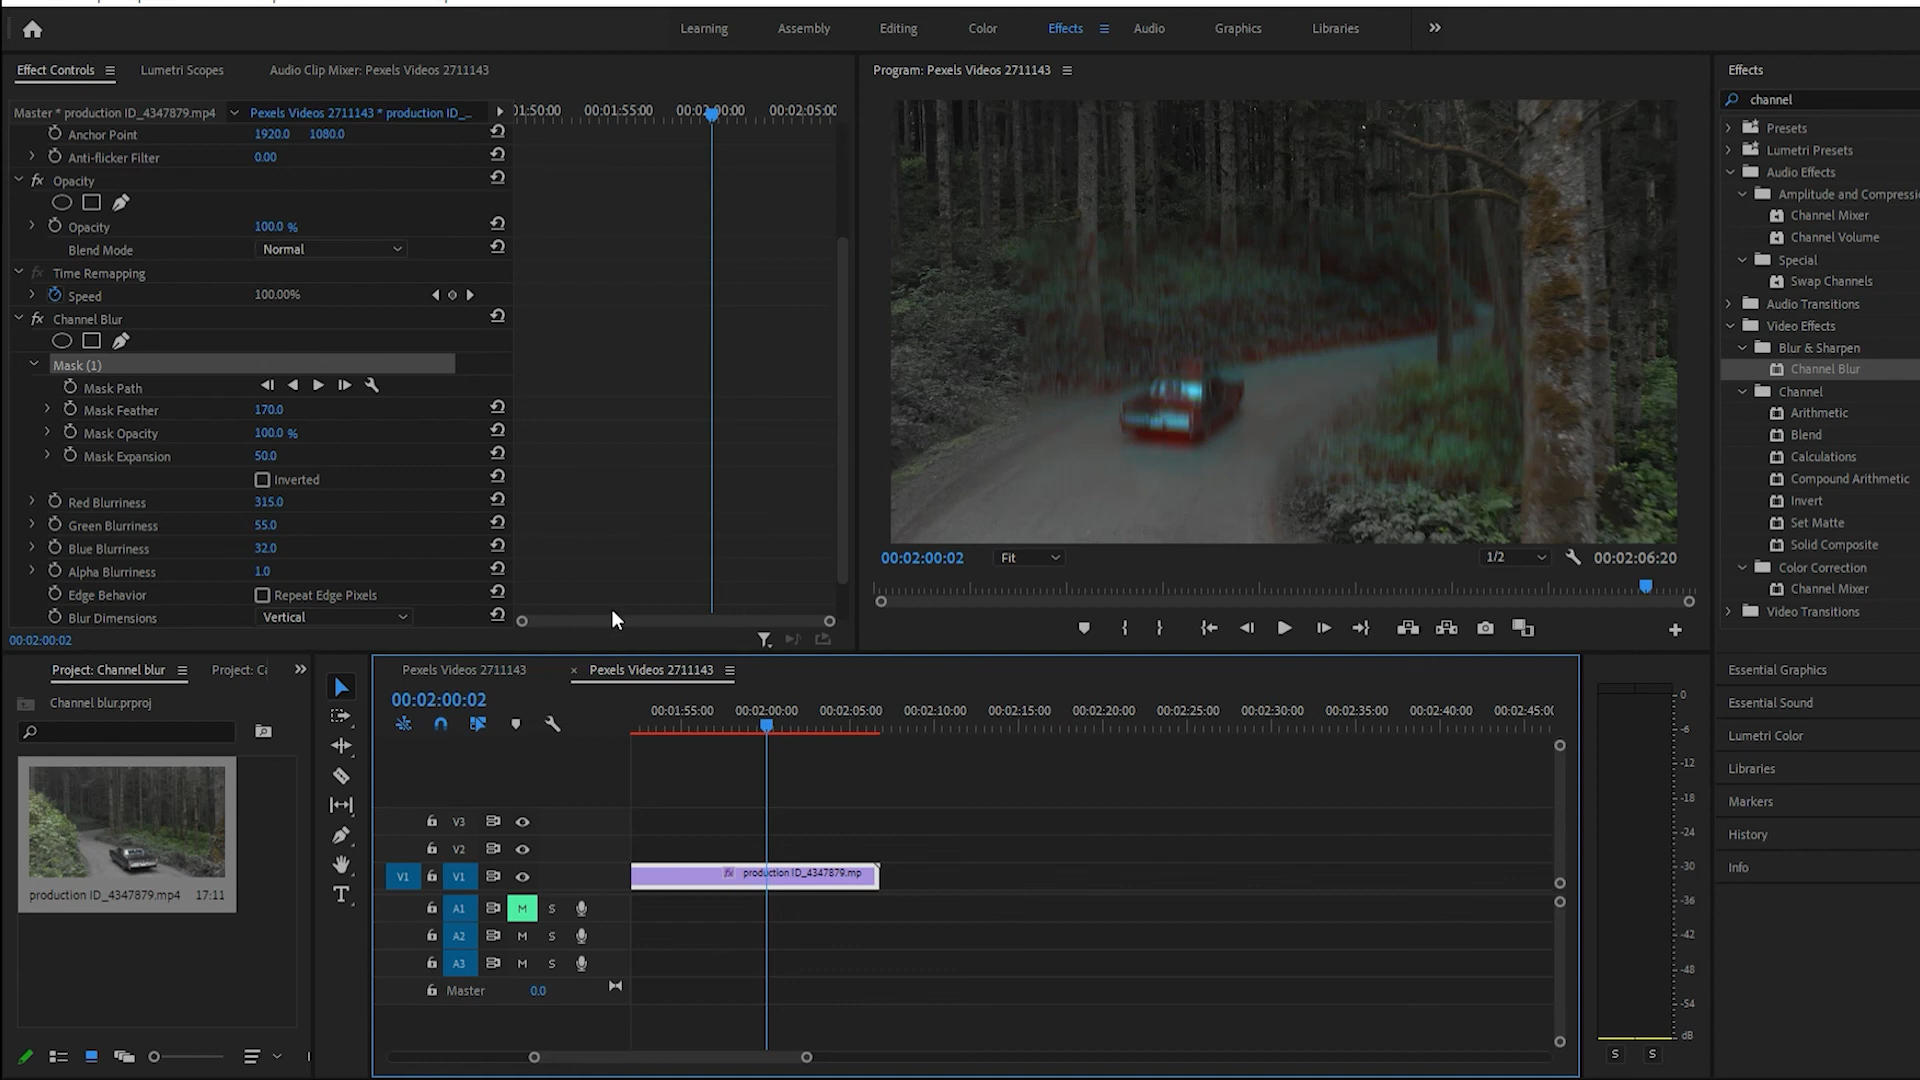 Learning Assembly Editing Color Effects Audio Graphics Libraries
Effect Controls Lumetri Scopes Audio Clip Mixer: Pexels Videos 2711143
Master * production ID_4347879.mp4 Pexels Videos 2711143 * production ID_...
00:01:55:00 00:02:05:00
Anchor Point 1920.0 1080.0
Anti-flicker Filter 0.00
fx Opacity
Opacity 100.0 %
Blend Mode Normal
fx Time Remapping
Speed 100.00%
fx Channel Blur
Mask (1)
Mask Path
Mask Feather 170.0
Mask Opacity 100.0 %
Mask Expansion 50.0
Inverted
Red Blurriness 315.0
Green Blurriness 55.0
Blue Blurriness 32.0
Alpha Blurriness 1.0
Edge Behavior Repeat Edge Pixels
Blur Dimensions Vertical
00:02:00:02
Program: Pexels Videos 2711143
00:02:00:02 Fit 1/2 00:02:06:20
Effects
channel
Presets
Lumetri Presets
Audio Effects
Amplitude and Compressi
Channel Mixer
Channel Volume
Special
Swap Channels
Audio Transitions
Video Effects
Blur & Sharpen
Channel Blur
Channel
Arithmetic
Blend
Calculations
Compound Arithmetic
Invert
Set Matte
Solid Composite
Color Correction
Channel Mixer
Video Transitions
Essential Graphics
Essential Sound
Lumetri Color
Libraries
Markers
History
Info
Project: Channel blur Project: C
Channel blur.prproj
production ID_4347879.mp4 17:11
Pexels Videos 2711143 × Pexels Videos 2711143
00:02:00:02
00:01:55:00 00:02:00:00 00:02:05:00 00:02:10:00 00:02:15:00 00:02:20:00 00:02:25:00 00:02:30:00 00:02:35:00 00:02:40:00 00:02:45:0
V3
V2
V1 V1 fx production ID_4347879.mp
A1 M S
A2 M S
A3 M S
Master 0.0
0
-6
-12
-18
-24
-30
-36
-42
-48
-54
dB
S S